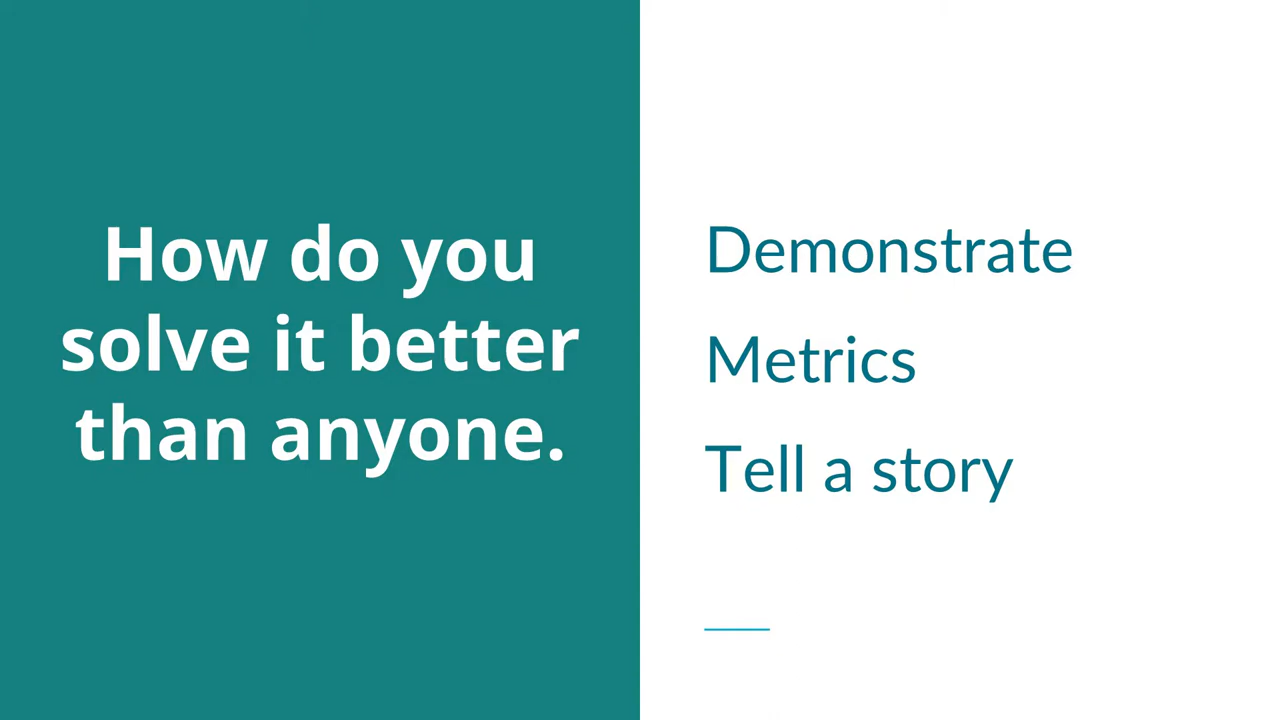 How do you
solve it better
than anyone.
Demonstrate
Metrics
Tell a story